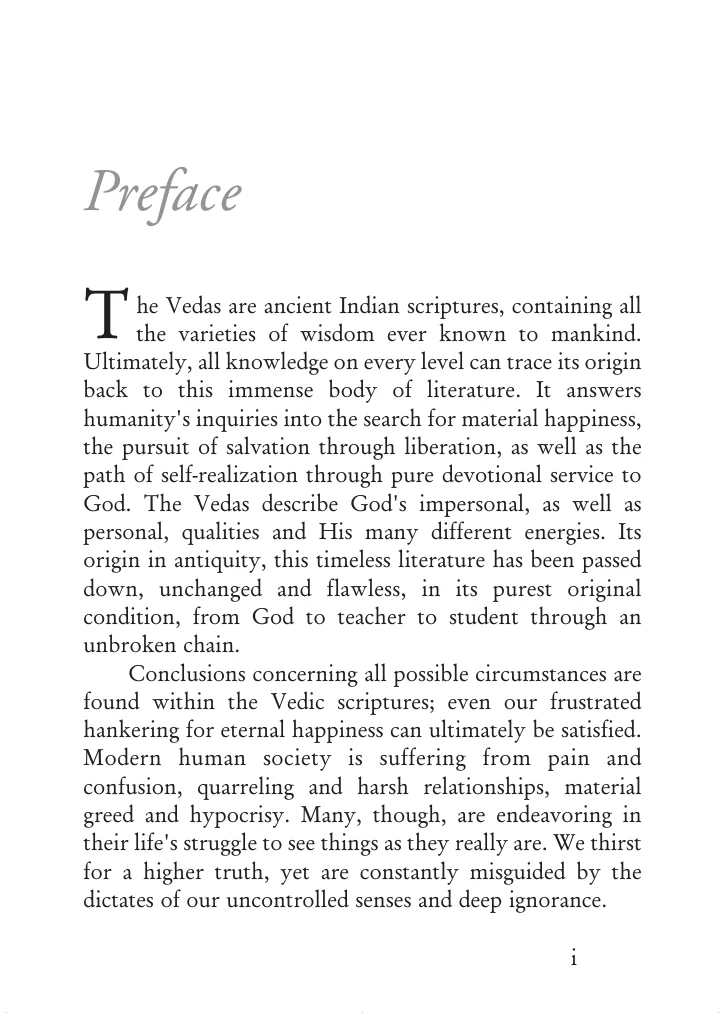 Preface
The Vedas are ancient Indian scriptures, containing all
the varieties of wisdom ever known to mankind.
Ultimately, all knowledge on every level can trace its origin
back to this immense body of literature. It answers
humanity's inquiries into the search for material happiness,
the pursuit of salvation through liberation, as well as the
path of self-realization through pure devotional service to
God. The Vedas describe God's impersonal, as well as
personal, qualities and His many different energies. Its
origin in antiquity, this timeless literature has been passed
down, unchanged and flawless, in its purest original
condition, from God to teacher to student through an
unbroken chain.
Conclusions concerning all possible circumstances are
found within the Vedic scriptures; even our frustrated
hankering for eternal happiness can ultimately be satisfied.
Modern human society is suffering from pain and
confusion, quarreling and harsh relationships, material
greed and hypocrisy. Many, though, are endeavoring in
their life's struggle to see things as they really are. We thirst
for a higher truth, yet are constantly misguided by the
dictates of our uncontrolled senses and deep ignorance.
i